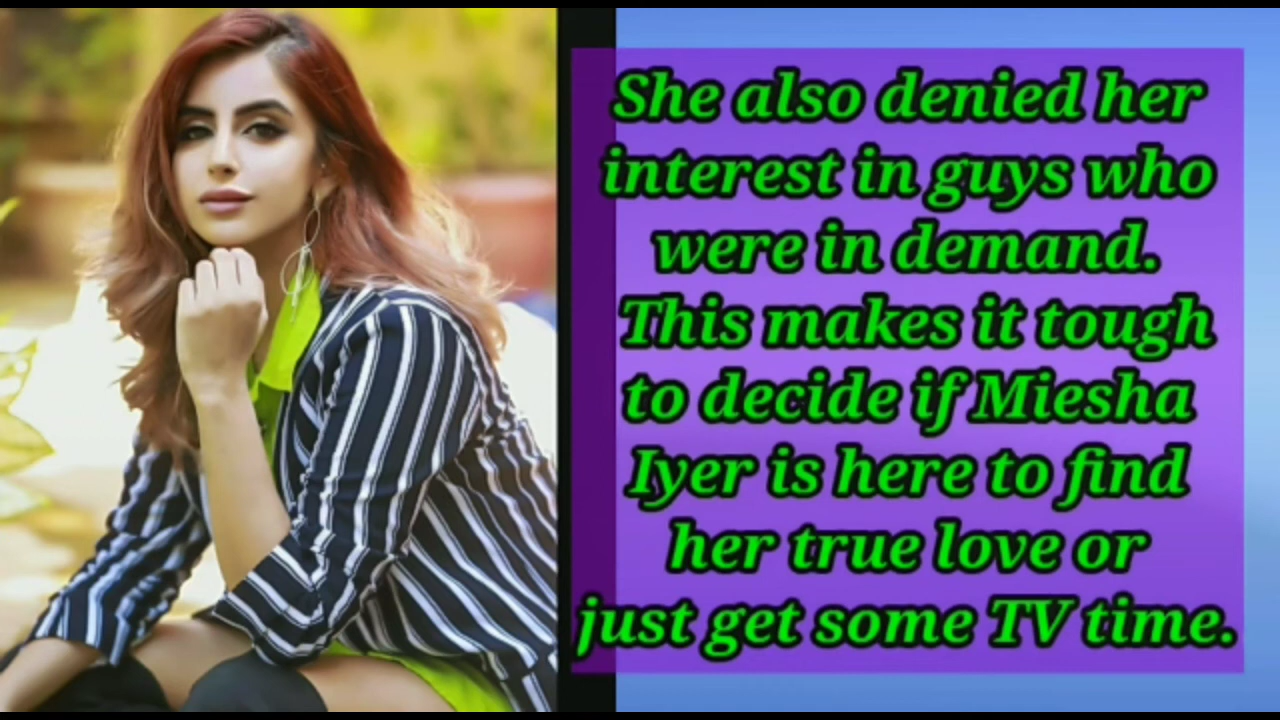 She also denied her
interest in guys who
were in demand.
This makes it tough
to decide if Miesha
Iyer is here to find
her true love or
just get some TV time.